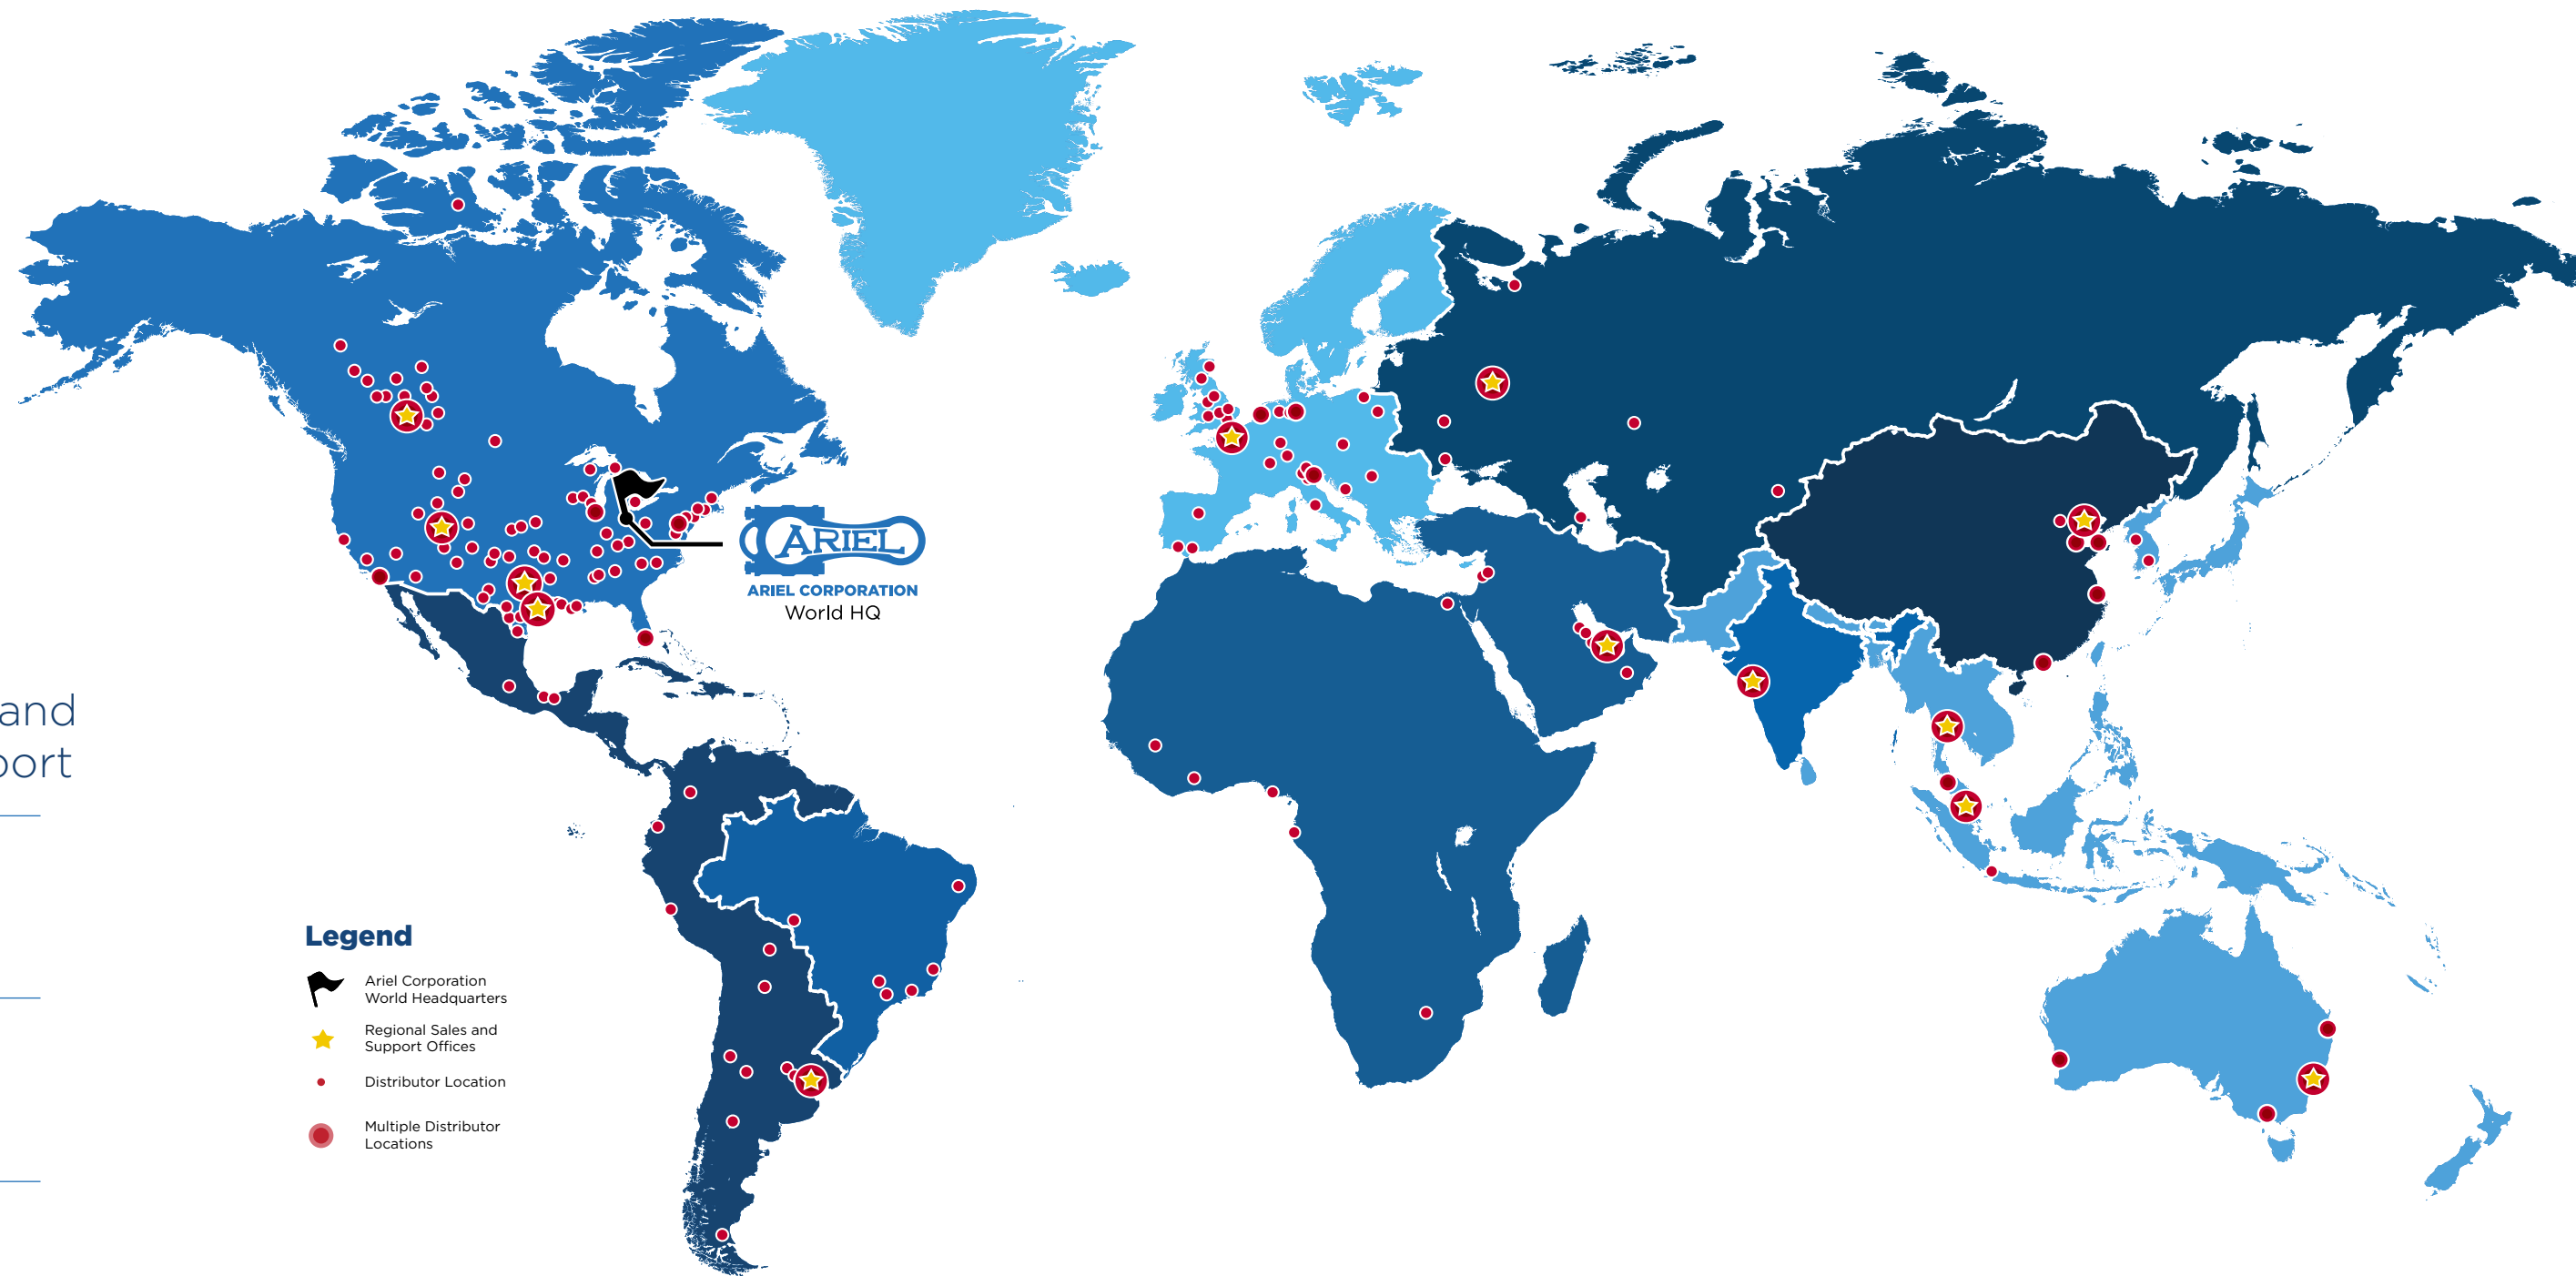 and
port
ARIEL
ARIEL CORPORATION
World HQ
Legend
Ariel Corporation
World Headquarters
Regional Sales and
Support Offices
Distributor Location
Multiple Distributor
Locations